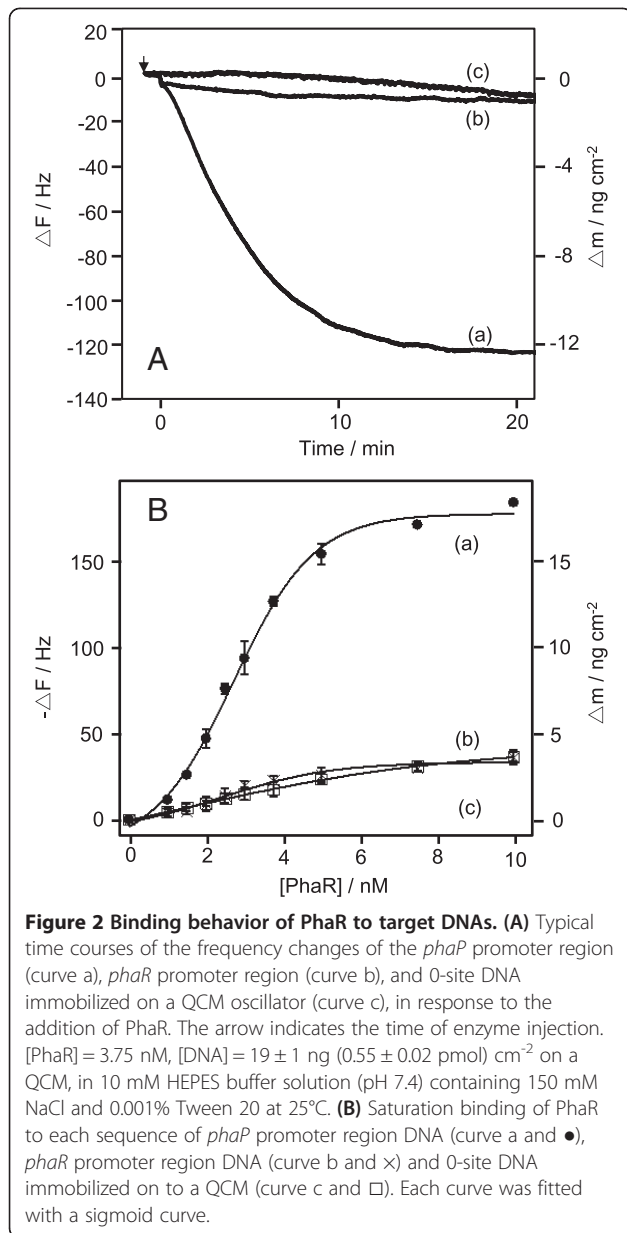 20
0
-20
-40
-60
-80
-100
-120
-140
△F / Hz
(c)
(b)
(a)
A
0
-4
-8
-12
△m / ng cm-2
0
10
20
Time / min
B
150
100
50
0
-△F / Hz
(a)
(b)
(c)
15
10
5
0
△m / ng cm-2
0
2
4
6
8
10
[PhaR] / nM
Figure 2 Binding behavior of PhaR to target DNAs. (A) Typical
time courses of the frequency changes of the phaP promoter region
(curve a), phaR promoter region (curve b), and 0-site DNA
immobilized on a QCM oscillator (curve c), in response to the
addition of PhaR. The arrow indicates the time of enzyme injection.
[PhaR] = 3.75 nM, [DNA] = 19 ± 1 ng (0.55 ± 0.02 pmol) cm-2 on a
QCM, in 10 mM HEPES buffer solution (pH 7.4) containing 150 mM
NaCl and 0.001% Tween 20 at 25°C. (B) Saturation binding of PhaR
to each sequence of phaP promoter region DNA (curve a and ●),
phaR promoter region DNA (curve b and ×) and 0-site DNA
immobilized on to a QCM (curve c and □). Each curve was fitted
with a sigmoid curve.